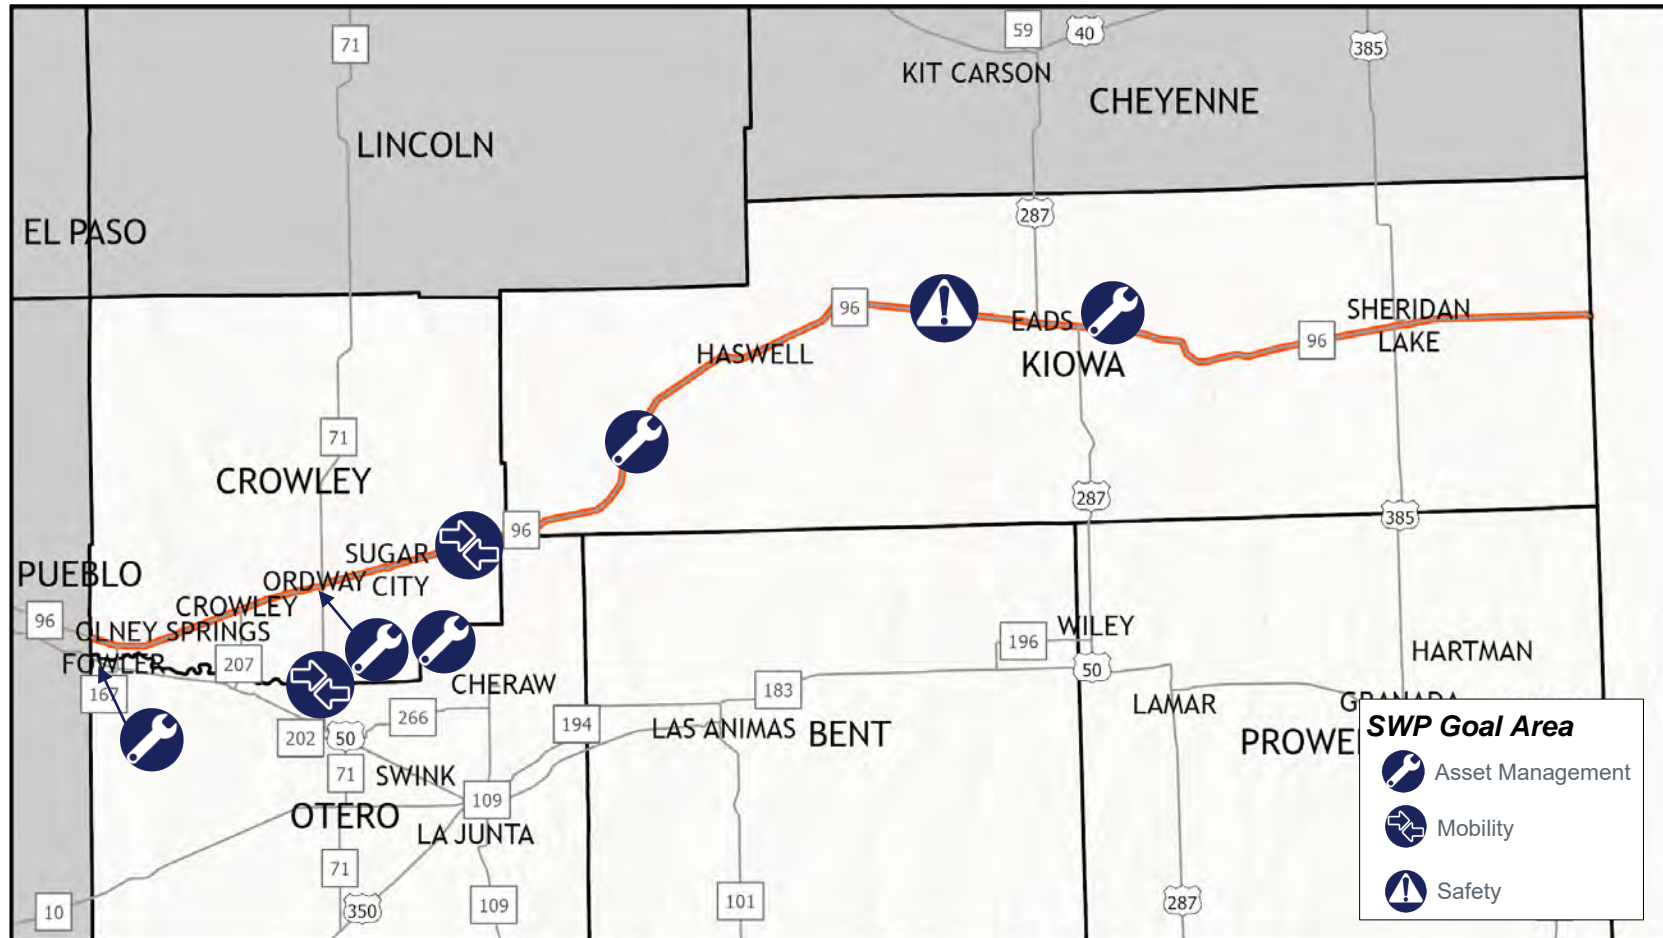 71
59
40
385
KIT CARSON
CHEYENNE
LINCOLN
287
EL PASO
96
EADS
SHERIDAN
LAKE
96
HASWELL
KIOWA
71
CROWLEY
287
385
96
SUGAR
CITY
PUEBLO
ORDWAY
CROWLEY
96
OLNEY SPRINGS
WILEY
196
HARTMAN
FOWLER
207
50
167
CHERAW
183
LAMAR
GRANADA
266
194
LAS ANIMAS
BENT
202
50
PROWE
71
SWINK
109
OTERO
LA JUNTA
71
10
350
109
101
287
SWP Goal Area
Asset Management
Mobility
Safety